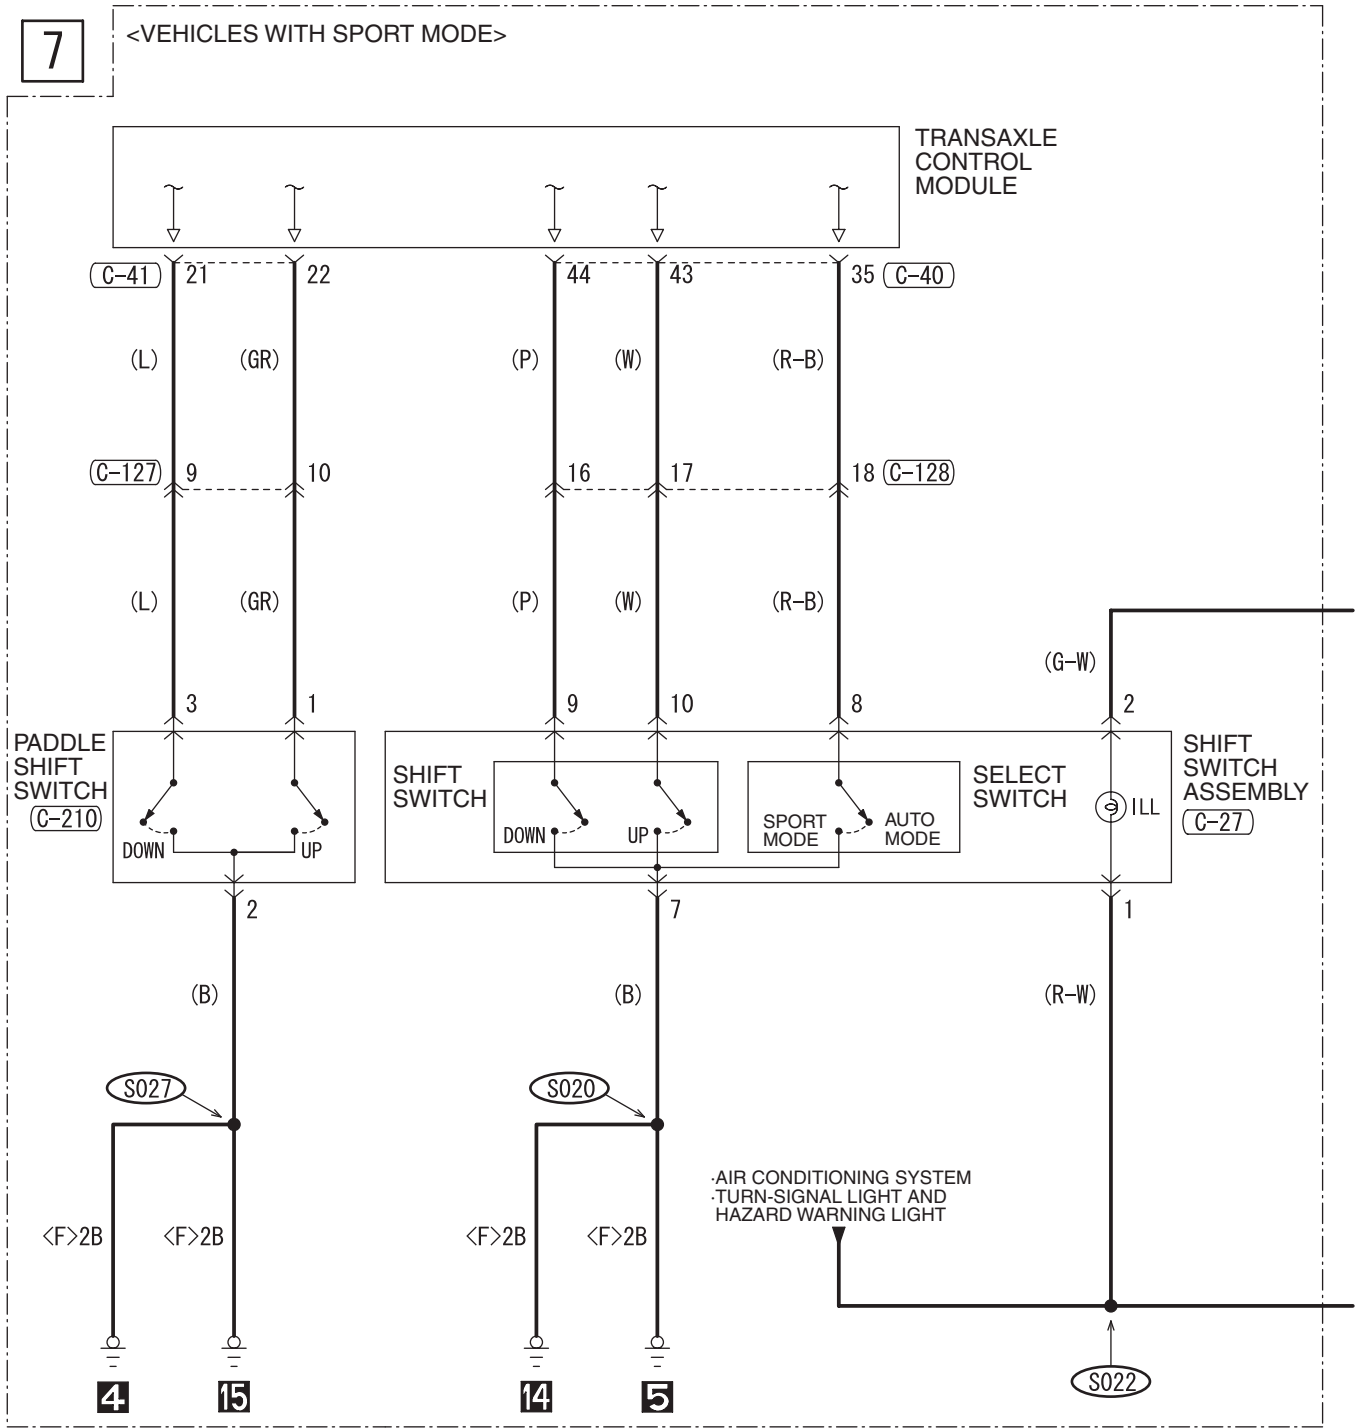 7
<VEHICLES WITH SPORT MODE>
TRANSAXLE
CONTROL
MODULE
C-41 21 22 44 43 35 C-40
(L) (GR) (P) (W) (R-B)
C-127 9 10 16 17 18 C-128
(L) (GR) (P) (W) (R-B)
(G-W)
3 1 9 10 8 2
PADDLE
SHIFT
SWITCH
C-210
DOWN UP
SHIFT
SWITCH
DOWN UP
SPORT
MODE
AUTO
MODE
SELECT
SWITCH
ILL
SHIFT
SWITCH
ASSEMBLY
C-27
2 7 1
(B) (B) (R-W)
S027 S020
·AIR CONDITIONING SYSTEM
·TURN-SIGNAL LIGHT AND
HAZARD WARNING LIGHT
<F>2B <F>2B <F>2B <F>2B
4 15 14 5
S022